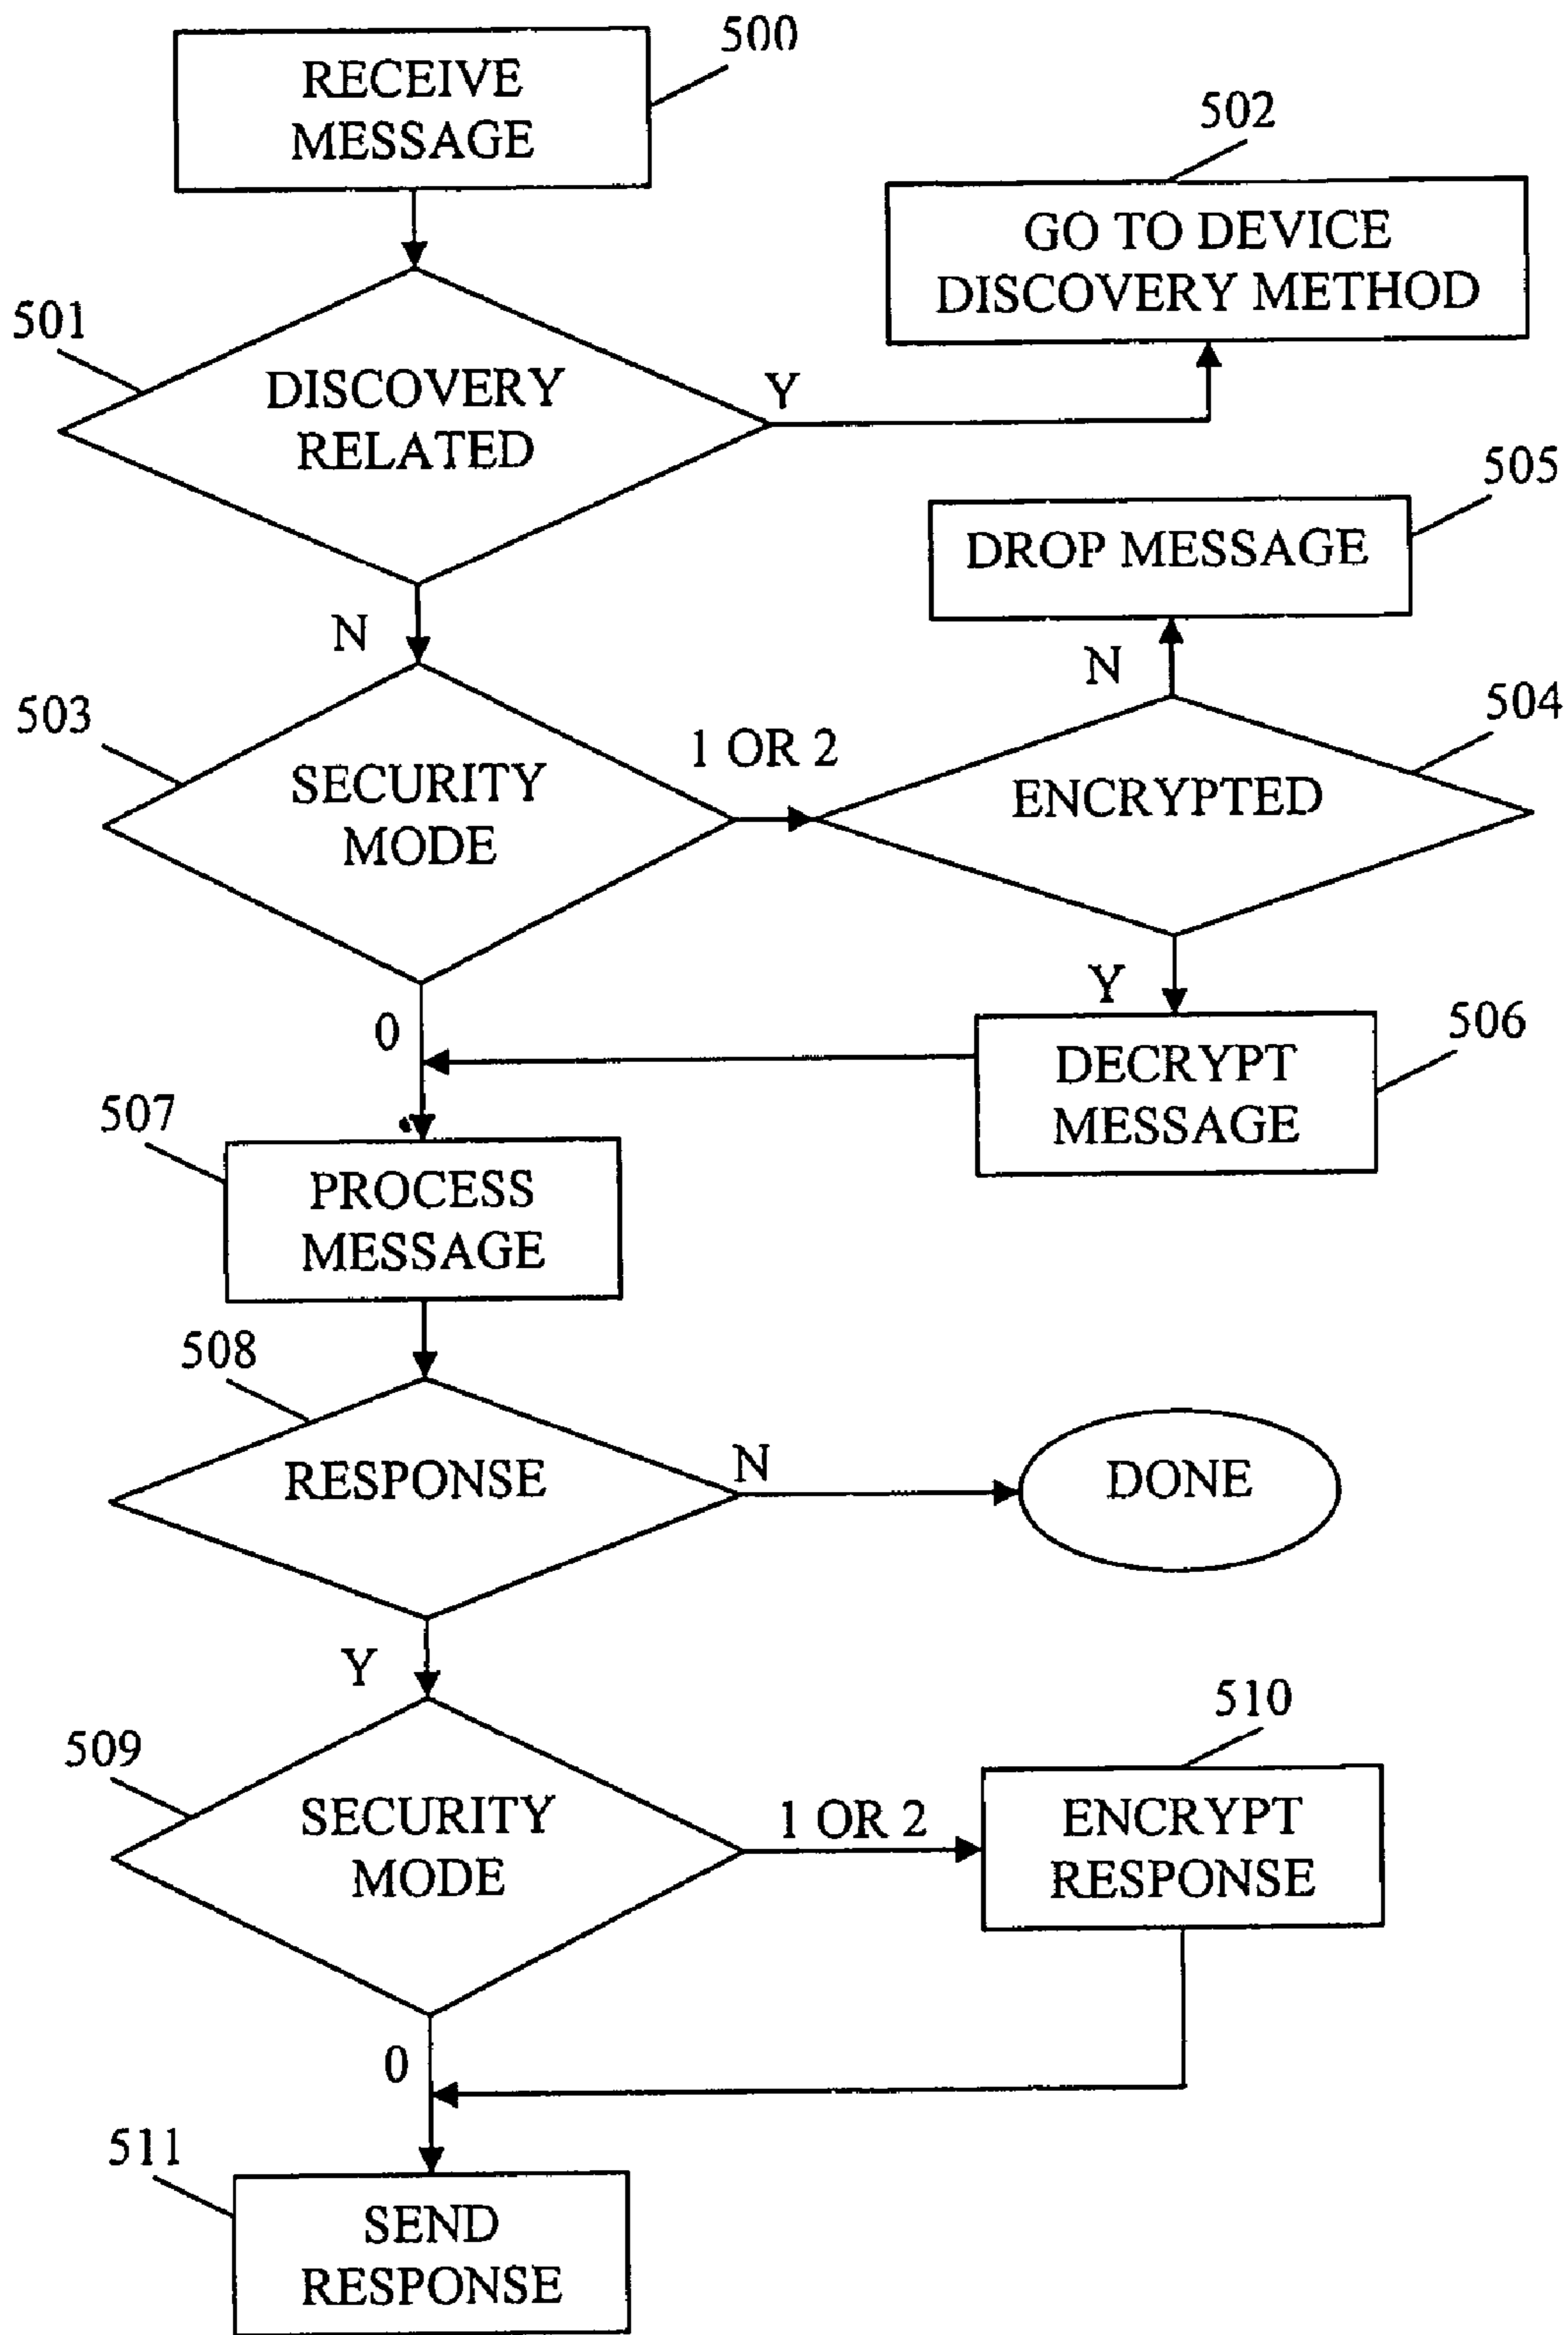 500
RECEIVE
MESSAGE
502
GO TO DEVICE
DISCOVERY METHOD
501
DISCOVERY
RELATED
Y
505
DROP MESSAGE
N
N
503
504
SECURITY
MODE
1 OR 2
ENCRYPTED
0
Y
506
DECRYPT
MESSAGE
507
PROCESS
MESSAGE
508
RESPONSE
N
DONE
Y
510
509
SECURITY
MODE
1 OR 2
ENCRYPT
RESPONSE
0
511
SEND
RESPONSE